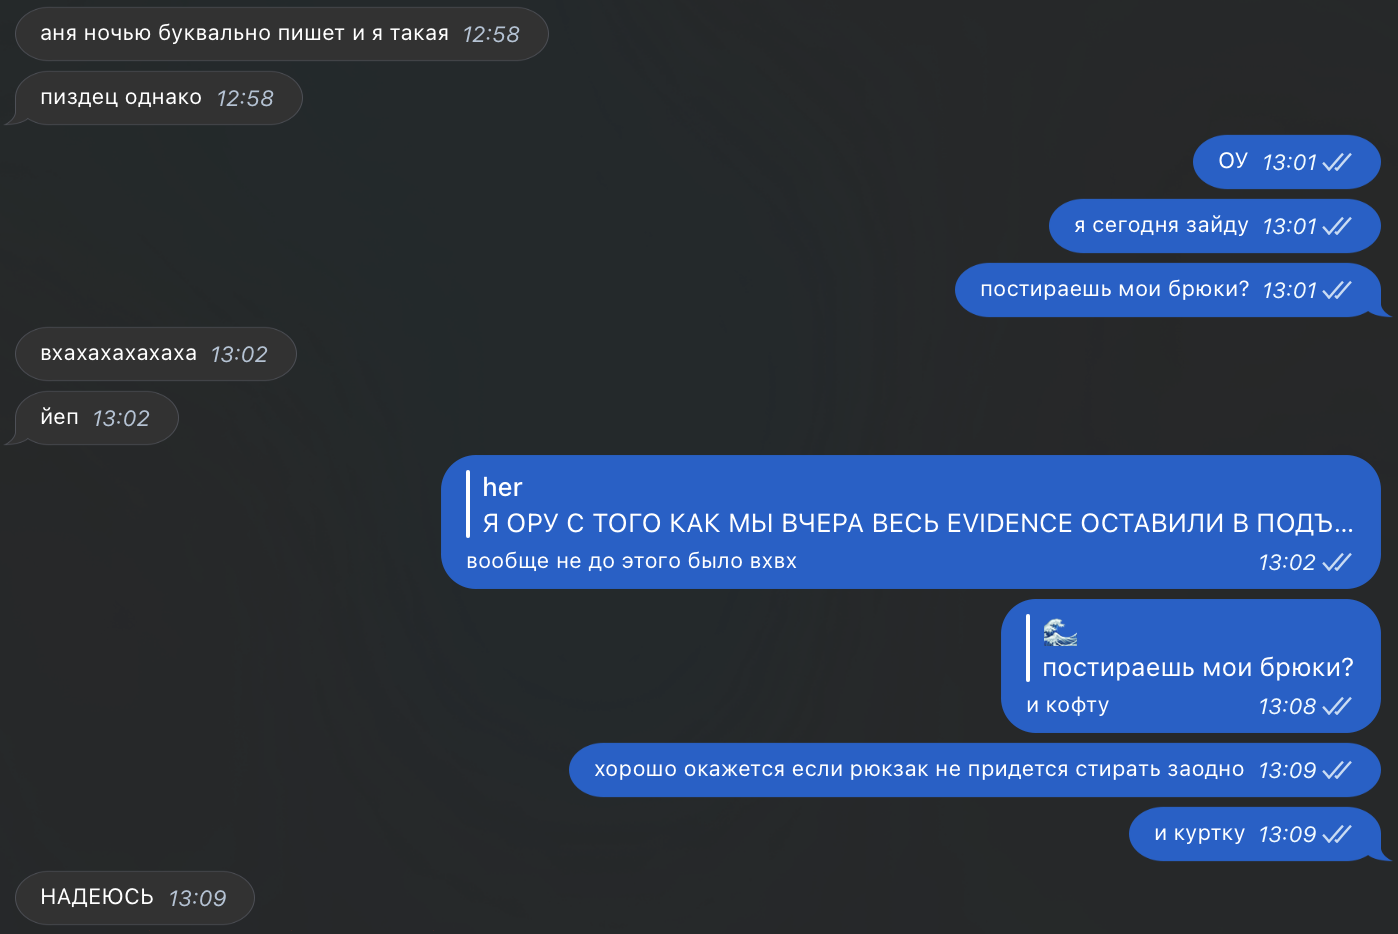 аня ночью буквально пишет и я такая 12:58
пиздец однако 12:58
ОУ 13:01
я сегодня зайду 13:01
постираешь мои брюки? 13:01
вхахахахахаха 13:02
йеп 13:02
her
Я ОРУ С ТОГО КАК МЫ ВЧЕРА ВЕСЬ EVIDENCE ОСТАВИЛИ В ПОДЪ...
вообще не до этого было вхвх 13:02
постираешь мои брюки?
и кофту 13:08
хорошо окажется если рюкзак не придется стирать заодно 13:09
и куртку 13:09
НАДЕЮСЬ 13:09